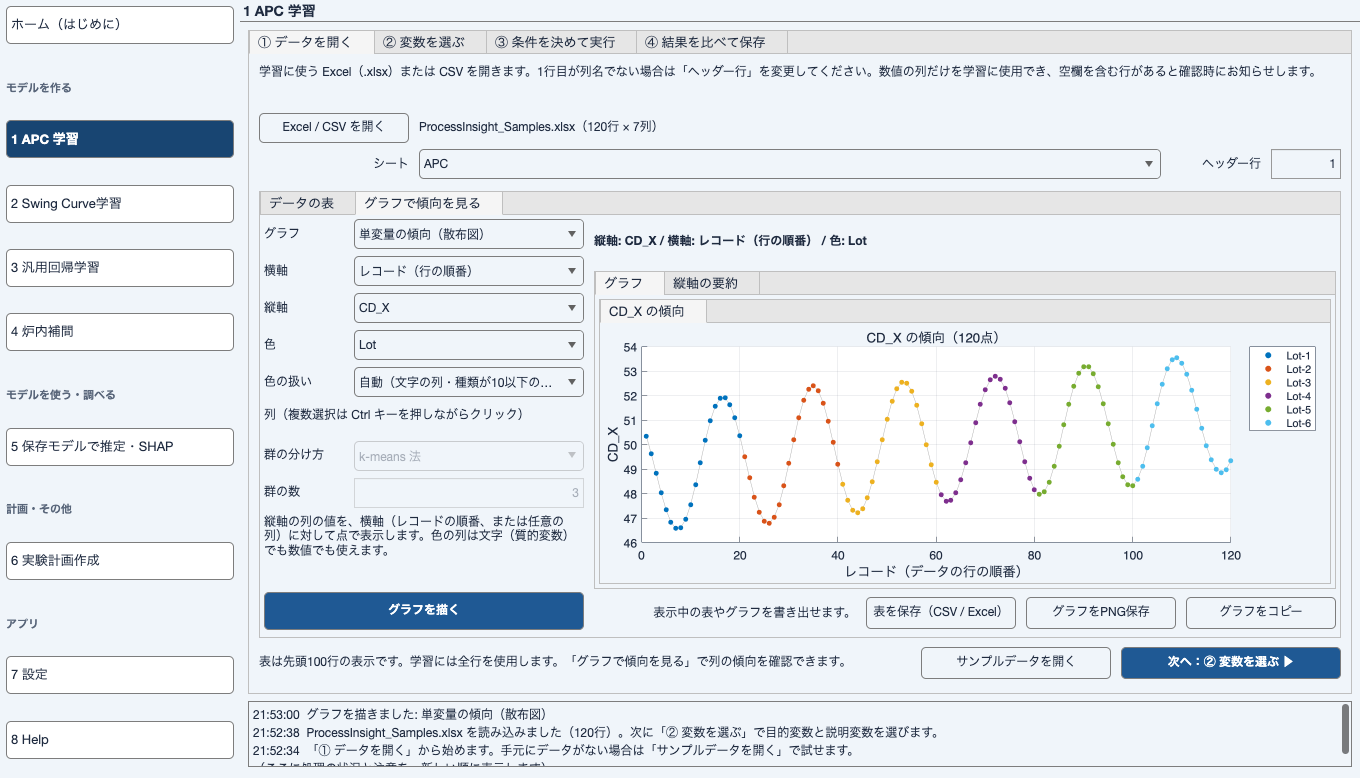 ホーム（はじめに）
モデルを作る
1 APC 学習
2 Swing Curve学習
3 汎用回帰学習
4 炉内補間
モデルを使う・調べる
5 保存モデルで推定・SHAP
計画・その他
6 実験計画作成
アプリ
7 設定
8 Help
1 APC 学習
① データを開く ② 変数を選ぶ ③ 条件を決めて実行 ④ 結果を比べて保存
学習に使う Excel（.xlsx）または CSV を開きます。1行目が列名でない場合は「ヘッダー行」を変更してください。数値の列だけを学習に使用でき、空欄を含む行があると確認時にお知らせします。
Excel / CSV を開く ProcessInsight_Samples.xlsx（120行 × 7列）
シート APC ヘッダー行 1
データの表 グラフで傾向を見る
グラフ 単変量の傾向（散布図）
横軸 レコード（行の順番）
縦軸 CD_X
色 Lot
色の扱い 自動（文字の列・種類が10以下の...
列（複数選択は Ctrl キーを押しながらクリック）
群の分け方 k-means 法
群の数 3
縦軸の列の値を、横軸（レコードの順番、または任意の
列）に対して点で表示します。色の列は文字（質的変数）
でも数値でも使えます。
グラフを描く
縦軸: CD_X / 横軸: レコード（行の順番） / 色: Lot
グラフ 縦軸の要約
CD_X の傾向
CD_X の傾向（120点）
54
53
52
51
50
49
48
47
46
CD_X
0 20 40 60 80 100 120
レコード（データの行の順番）
Lot-1
Lot-2
Lot-3
Lot-4
Lot-5
Lot-6
表示中の表やグラフを書き出せます。 表を保存（CSV / Excel） グラフをPNG保存 グラフをコピー
表は先頭100行の表示です。学習には全行を使用します。「グラフで傾向を見る」で列の傾向を確認できます。 サンプルデータを開く 次へ：② 変数を選ぶ ▶
21:53:00 グラフを描きました: 単変量の傾向（散布図）
21:52:38 ProcessInsight_Samples.xlsx を読み込みました（120行）。次に「② 変数を選ぶ」で目的変数と説明変数を選びます。
21:52:34 「① データを開く」から始めます。手元にデータがない場合は「サンプルデータを開く」で試せます。